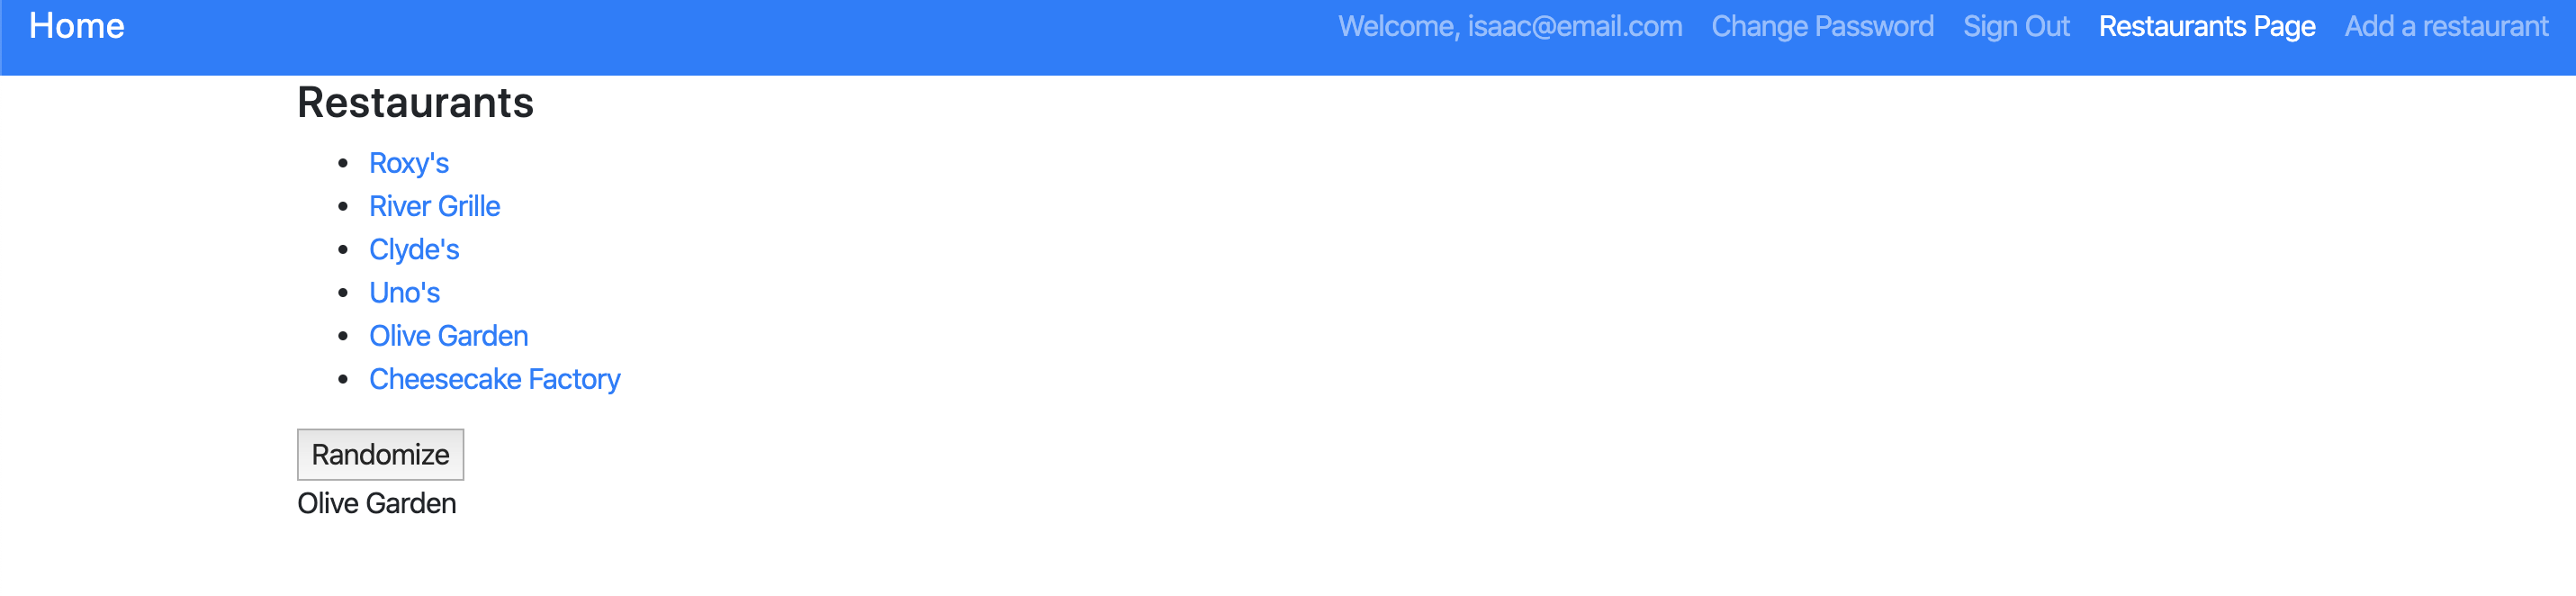 Home Welcome, isaac@email.com Change Password Sign Out Restaurants Page Add a restaurant
Restaurants
Roxy's
River Grille
Clyde's
Uno's
Olive Garden
Cheesecake Factory
Randomize
Olive Garden